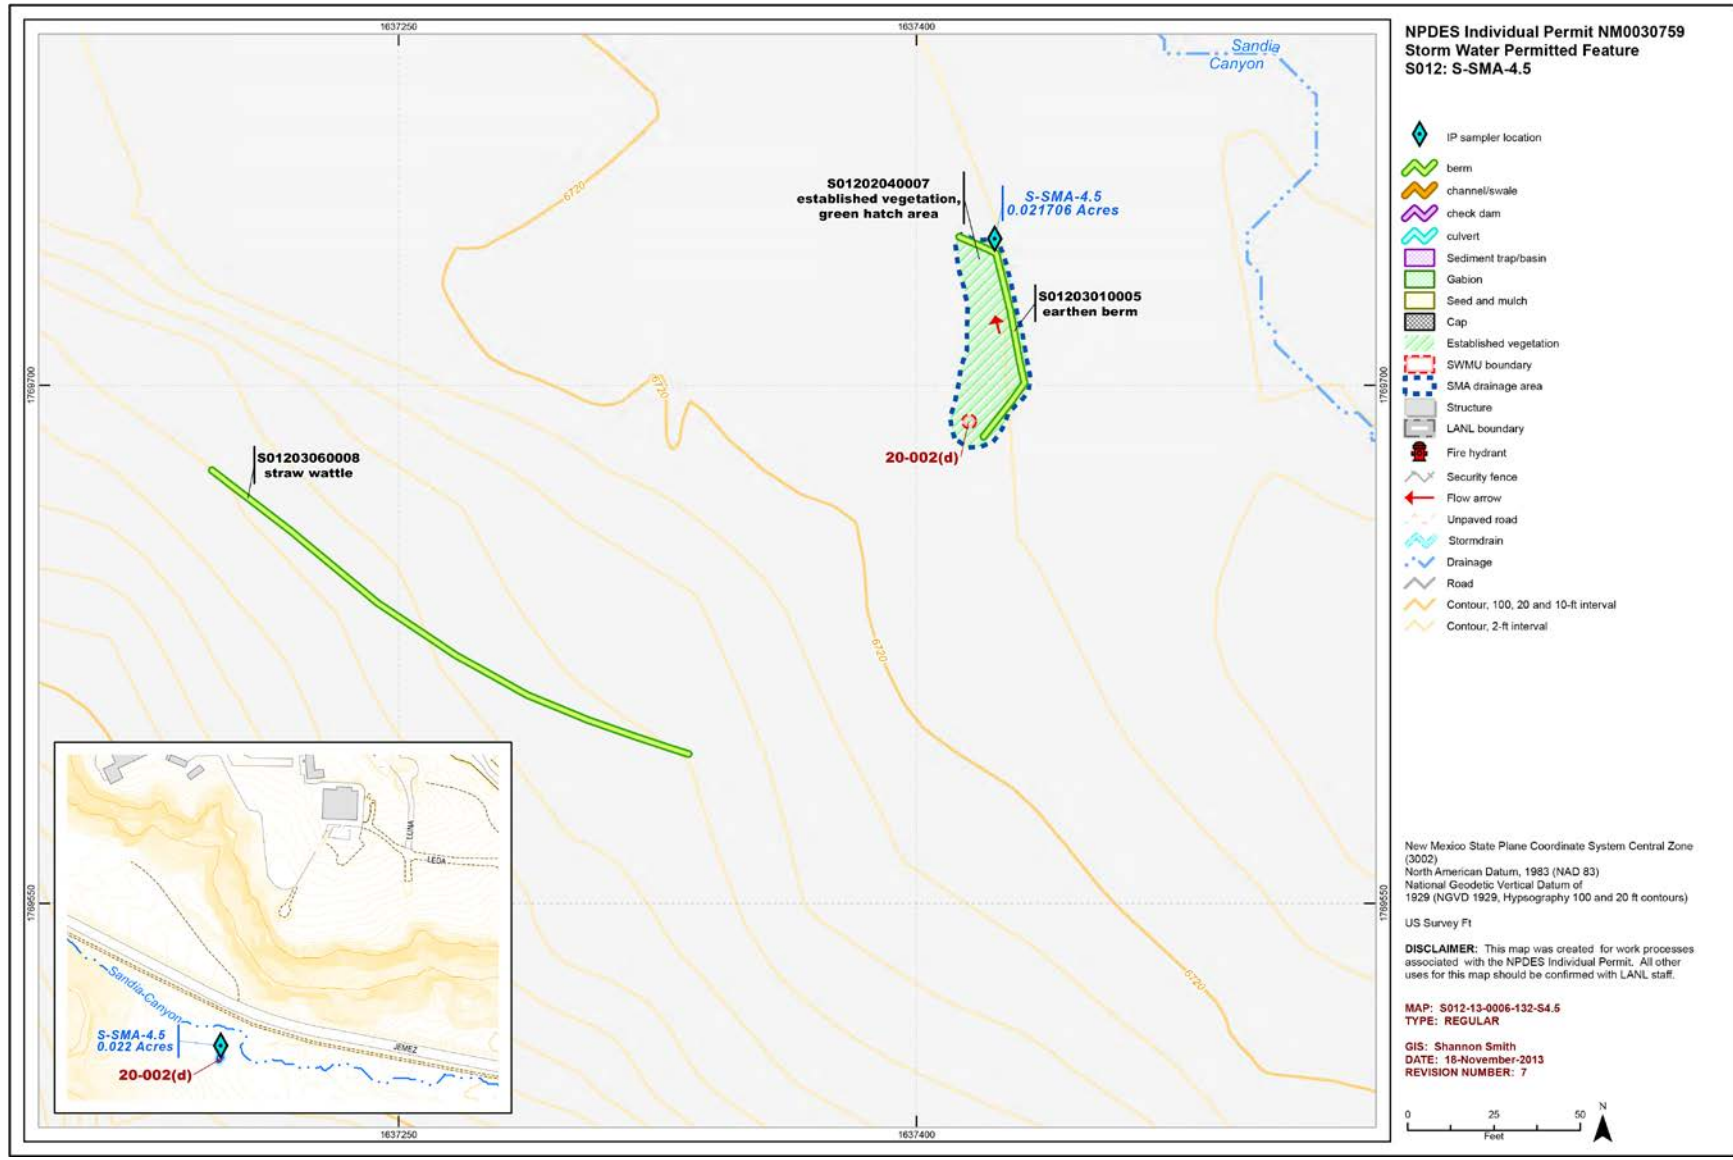 1637250
1637400
NPDES Individual Permit NM0030759
Storm Water Permitted Feature
S012: S-SMA-4.5
Sandia
Canyon
IP sampler location
berm
channel/swale
check dam
culvert
Sediment trap/basin
Gabion
Seed and mulch
Cap
Established vegetation
SWMU boundary
SMA drainage area
Structure
LANL boundary
Fire hydrant
Security fence
Flow arrow
Unpaved road
Stormdrain
Drainage
Road
Contour, 100, 20 and 10-ft interval
Contour, 2-ft interval
6720
S01202040007
established vegetation,
green hatch area
S-SMA-4.5
0.021706 Acres
S01203010005
earthen berm
1769700
1769700
6720
20-002(d)
S01203060008
straw wattle
6720
1769550
1769550
6720
LUNA
LEDA
Sandia-Canyon
S-SMA-4.5
0.022 Acres
JEMEZ
20-002(d)
1637250
1637400
New Mexico State Plane Coordinate System Central Zone
(3002)
North American Datum, 1983 (NAD 83)
National Geodetic Vertical Datum of
1929 (NGVD 1929, Hypsography 100 and 20 ft contours)
US Survey Ft
DISCLAIMER: This map was created for work processes
associated with the NPDES Individual Permit. All other
uses for this map should be confirmed with LANL staff.
MAP: S012-13-0006-132-S4.5
TYPE: REGULAR
GIS: Shannon Smith
DATE: 18-November-2013
REVISION NUMBER: 7
0 25 50
Feet
N